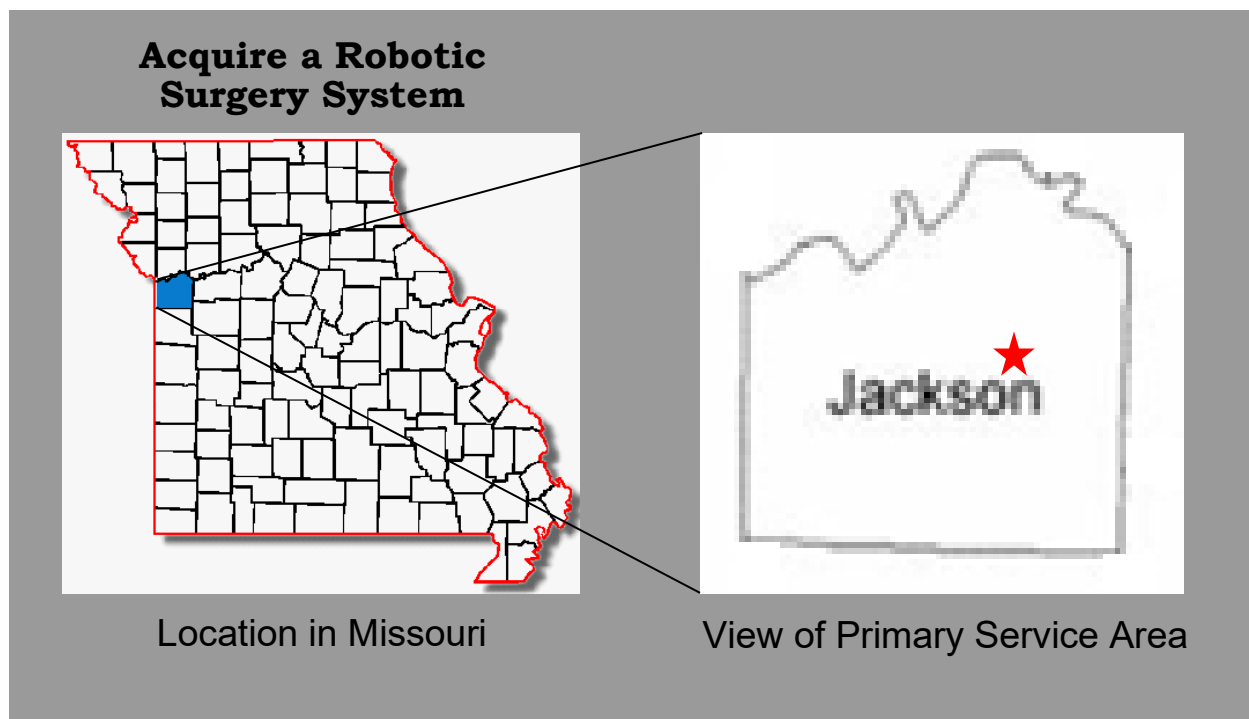 Acquire a Robotic
Surgery System
Jackson
Location in Missouri
View of Primary Service Area